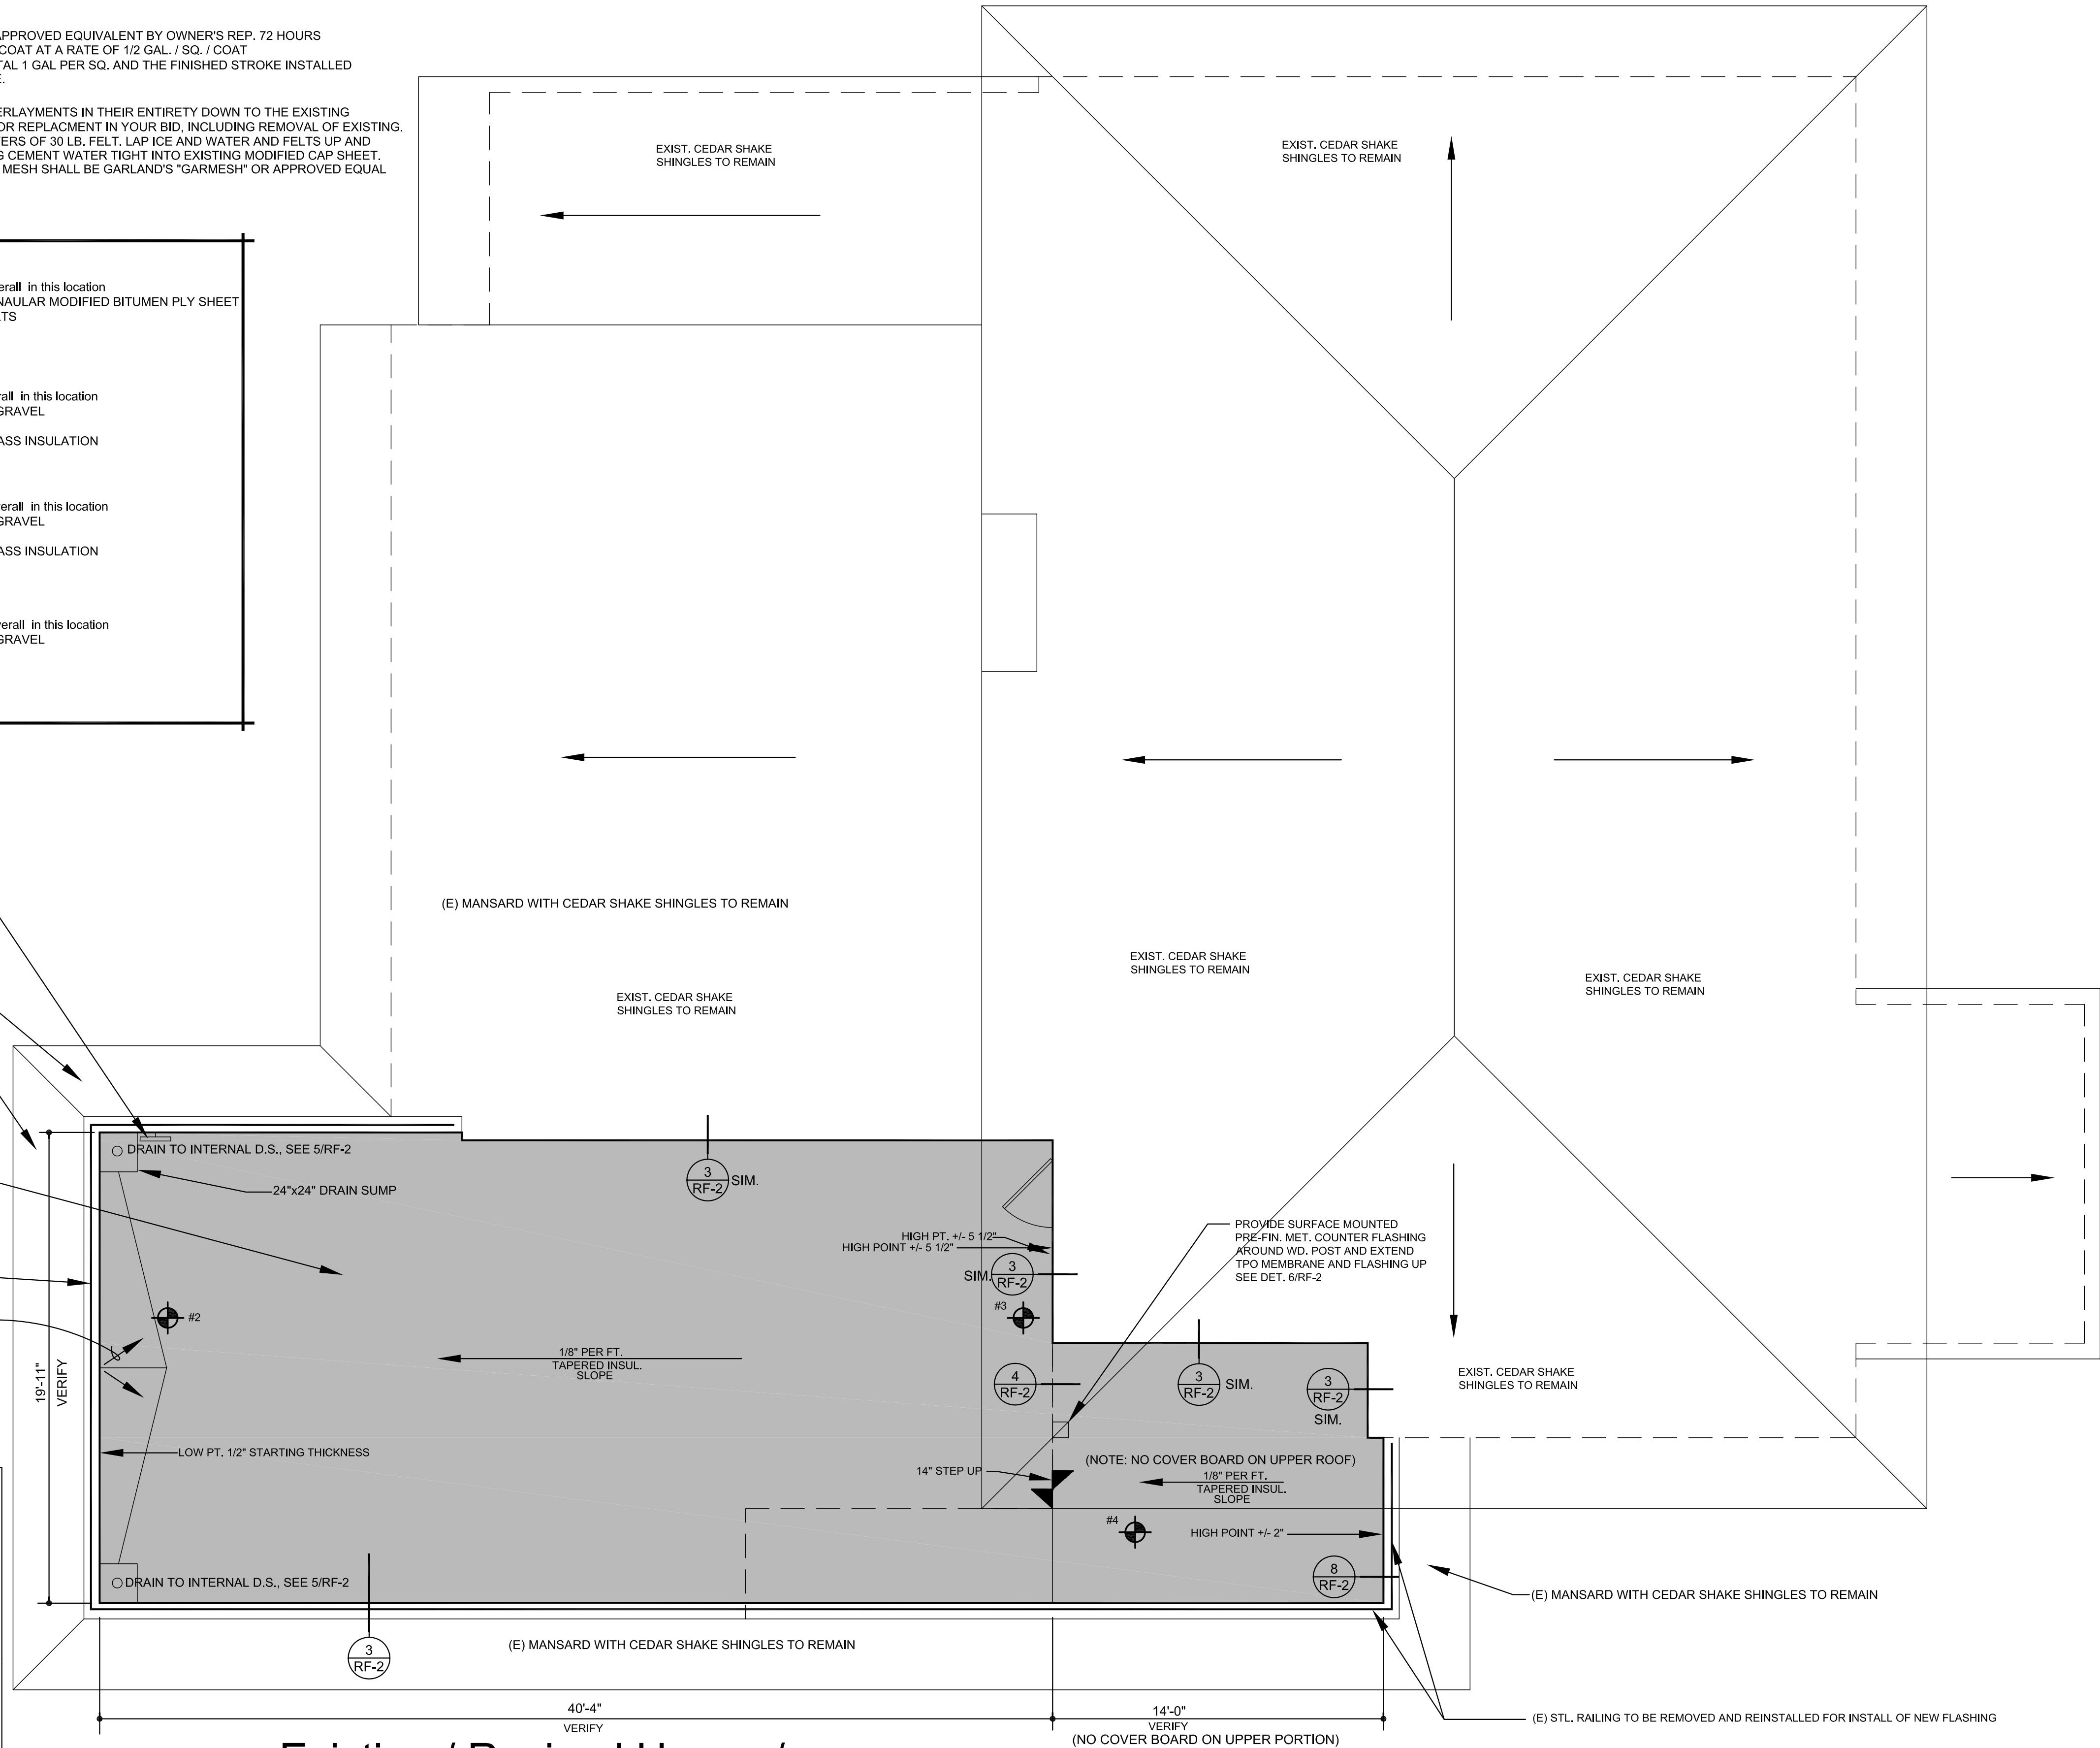 APPROVED EQUIVALENT BY OWNER'S REP. 72 HOURS
COAT AT A RATE OF 1/2 GAL. / SQ. / COAT
TAL 1 GAL PER SQ. AND THE FINISHED STROKE INSTALLED
E.
ERLAYMENTS IN THEIR ENTIRETY DOWN TO THE EXISTING
OR REPLACMENT IN YOUR BID, INCLUDING REMOVAL OF EXISTING.
YERS OF 30 LB. FELT. LAP ICE AND WATER AND FELTS UP AND
G CEMENT WATER TIGHT INTO EXISTING MODIFIED CAP SHEET.
MESH SHALL BE GARLAND'S "GARMESH" OR APPROVED EQUAL
erall in this location
NAULAR MODIFIED BITUMEN PLY SHEET
LTS
rall in this location
GRAVEL
ASS INSULATION
erall in this location
GRAVEL
ASS INSULATION
verall in this location
GRAVEL
EXIST. CEDAR SHAKE
SHINGLES TO REMAIN
EXIST. CEDAR SHAKE
SHINGLES TO REMAIN
(E) MANSARD WITH CEDAR SHAKE SHINGLES TO REMAIN
EXIST. CEDAR SHAKE
SHINGLES TO REMAIN
EXIST. CEDAR SHAKE
SHINGLES TO REMAIN
EXIST. CEDAR SHAKE
SHINGLES TO REMAIN
DRAIN TO INTERNAL D.S., SEE 5/RF-2
24"x24" DRAIN SUMP
3
RF-2
SIM.
HIGH PT. +/- 5 1/2"
HIGH POINT +/- 5 1/2"
SIM.
3
RF-2
#3
PROVIDE SURFACE MOUNTED
PRE-FIN. MET. COUNTER FLASHING
AROUND WD. POST AND EXTEND
TPO MEMBRANE AND FLASHING UP
SEE DET. 6/RF-2
#2
19'-11"
VERIFY
1/8" PER FT.
TAPERED INSUL.
SLOPE
4
RF-2
3
RF-2
SIM.
3
RF-2
SIM.
EXIST. CEDAR SHAKE
SHINGLES TO REMAIN
LOW PT. 1/2" STARTING THICKNESS
14" STEP UP
(NOTE: NO COVER BOARD ON UPPER ROOF)
1/8" PER FT.
TAPERED INSUL.
SLOPE
#4
HIGH POINT +/- 2"
8
RF-2
DRAIN TO INTERNAL D.S., SEE 5/RF-2
(E) MANSARD WITH CEDAR SHAKE SHINGLES TO REMAIN
3
RF-2
(E) MANSARD WITH CEDAR SHAKE SHINGLES TO REMAIN
40'-4"
VERIFY
14'-0"
VERIFY
(NO COVER BOARD ON UPPER PORTION)
(E) STL. RAILING TO BE REMOVED AND REINSTALLED FOR INSTALL OF NEW FLASHING